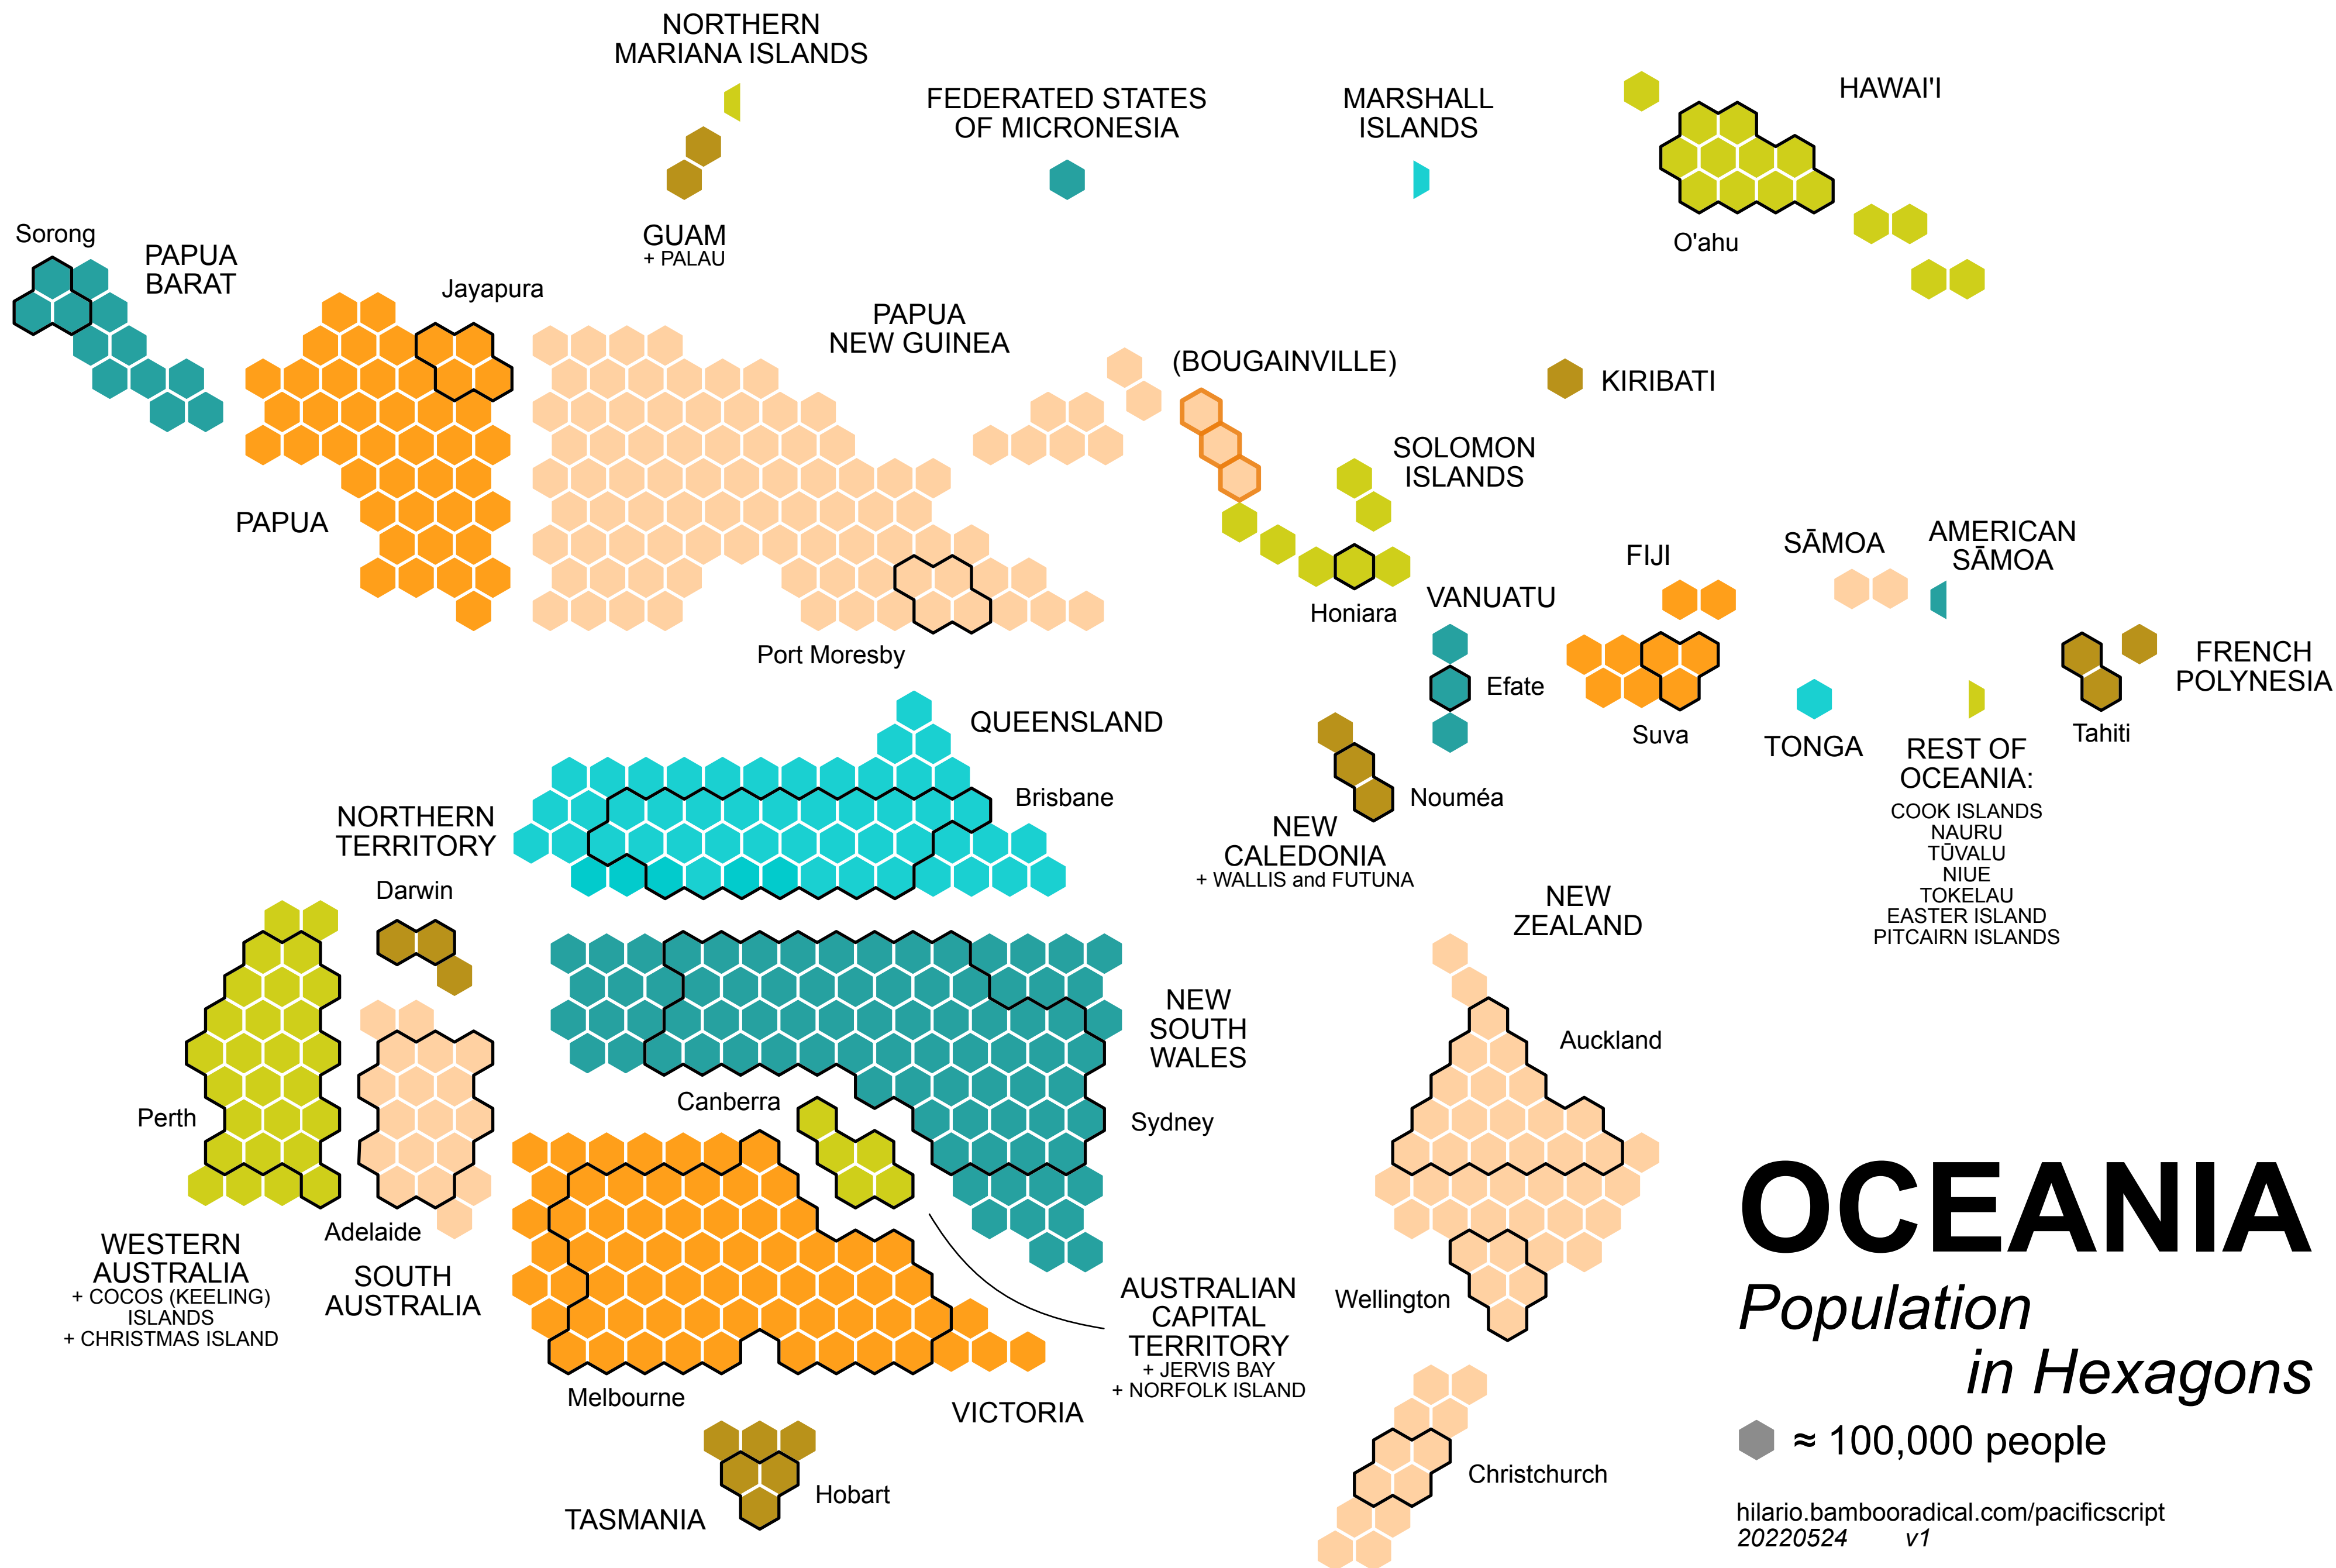 NORTHERN
MARIANA ISLANDS
FEDERATED STATES
OF MICRONESIA
MARSHALL
ISLANDS
HAWAI'I
O'ahu
GUAM
+ PALAU
Sorong
PAPUA
BARAT
Jayapura
PAPUA
NEW GUINEA
(BOUGAINVILLE)
KIRIBATI
SOLOMON
ISLANDS
PAPUA
Honiara
Port Moresby
VANUATU
Efate
FIJI
Suva
SĀMOA
AMERICAN
SĀMOA
TONGA
FRENCH
POLYNESIA
Tahiti
REST OF
OCEANIA:
COOK ISLANDS
NAURU
TŪVALU
NIUE
TOKELAU
EASTER ISLAND
PITCAIRN ISLANDS
QUEENSLAND
Brisbane
Nouméa
NEW
CALEDONIA
+ WALLIS and FUTUNA
NORTHERN
TERRITORY
Darwin
NEW
ZEALAND
Auckland
NEW
SOUTH
WALES
Sydney
Canberra
Perth
Adelaide
WESTERN
AUSTRALIA
+ COCOS (KEELING)
ISLANDS
+ CHRISTMAS ISLAND
SOUTH
AUSTRALIA
AUSTRALIAN
CAPITAL
TERRITORY
+ JERVIS BAY
+ NORFOLK ISLAND
Wellington
Melbourne
VICTORIA
Christchurch
TASMANIA
Hobart
OCEANIA
Population
in Hexagons
≈ 100,000 people
hilario.bambooradical.com/pacificscript
20220524 v1